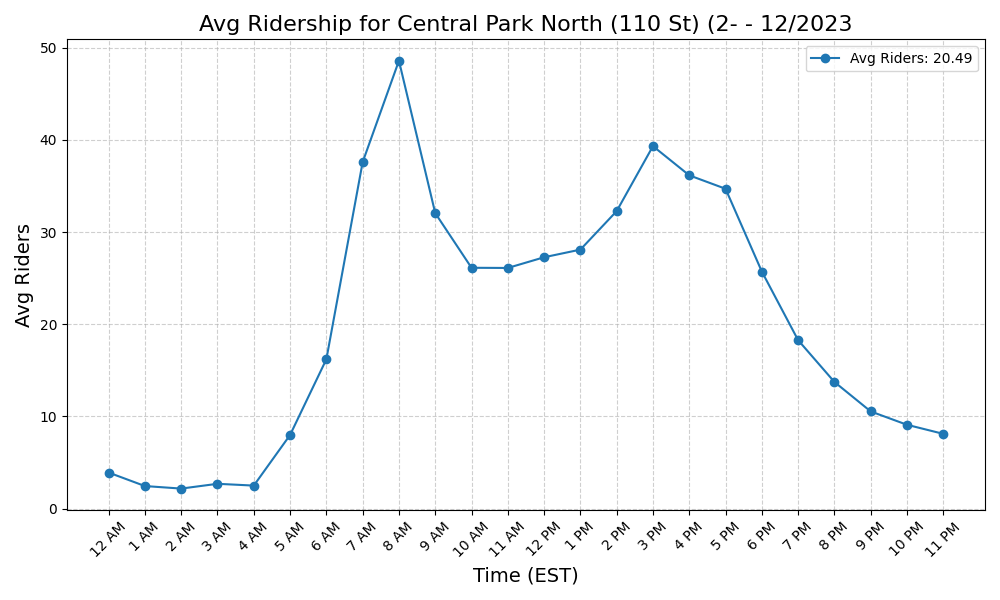 Avg Ridership for Central Park North (110 St) (2- - 12/2023
Avg Riders: 20.49
Avg Riders
50
40
30
20
10
0
12 AM
1 AM
2 AM
3 AM
4 AM
5 AM
6 AM
7 AM
8 AM
9 AM
10 AM
11 AM
12 PM
1 PM
2 PM
3 PM
4 PM
5 PM
6 PM
7 PM
8 PM
9 PM
10 PM
11 PM
Time (EST)